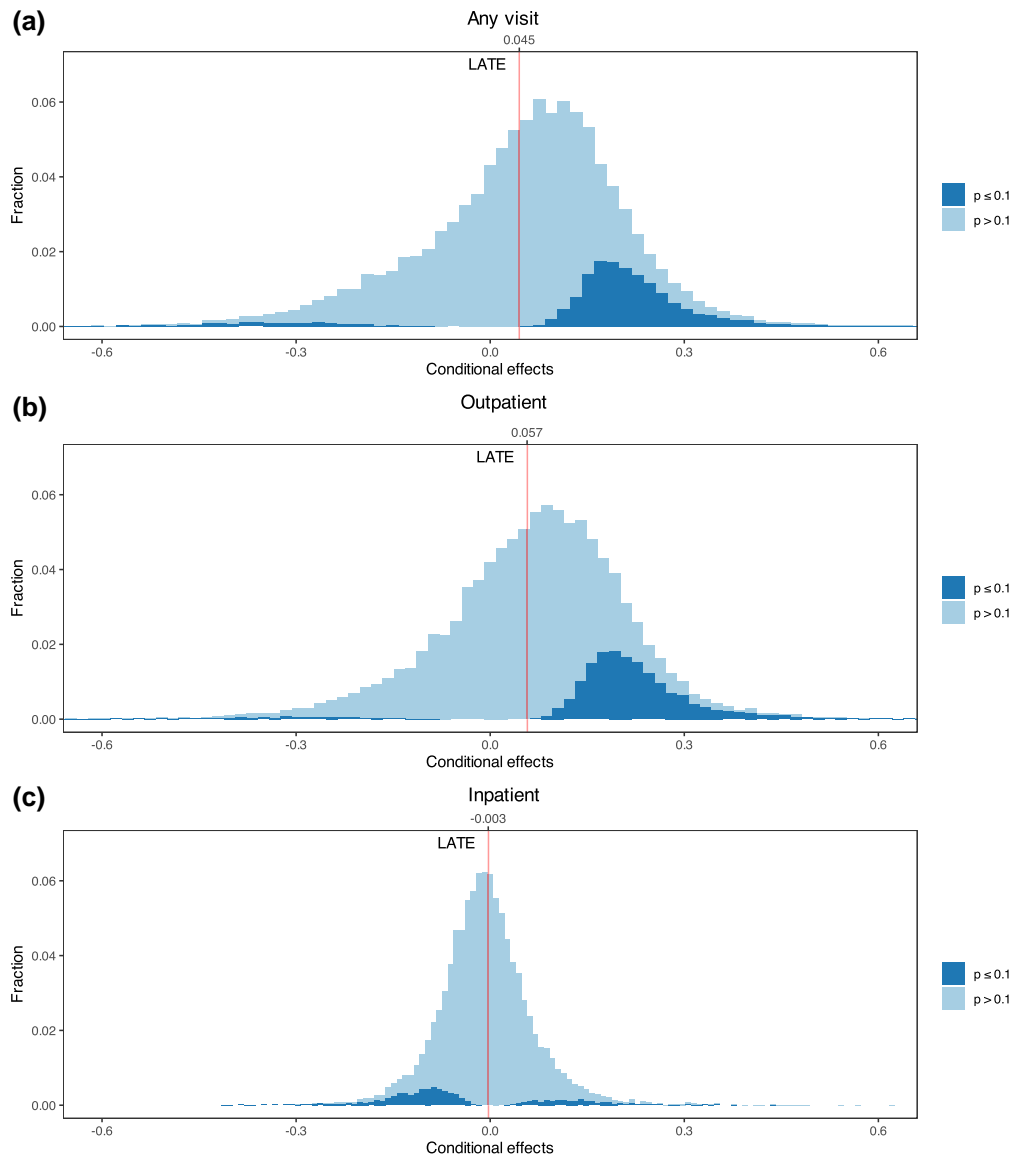 (a)
Any visit
0.045
LATE
0.06
0.04
0.02
0.00
Fraction
-0.6 -0.3 0.0 0.3 0.6
Conditional effects
p ≤ 0.1
p > 0.1
(b)
Outpatient
0.057
LATE
0.06
0.04
0.02
0.00
Fraction
-0.6 -0.3 0.0 0.3 0.6
Conditional effects
p ≤ 0.1
p > 0.1
(c)
Inpatient
-0.003
LATE
0.06
0.04
0.02
0.00
Fraction
-0.6 -0.3 0.0 0.3 0.6
Conditional effects
p ≤ 0.1
p > 0.1